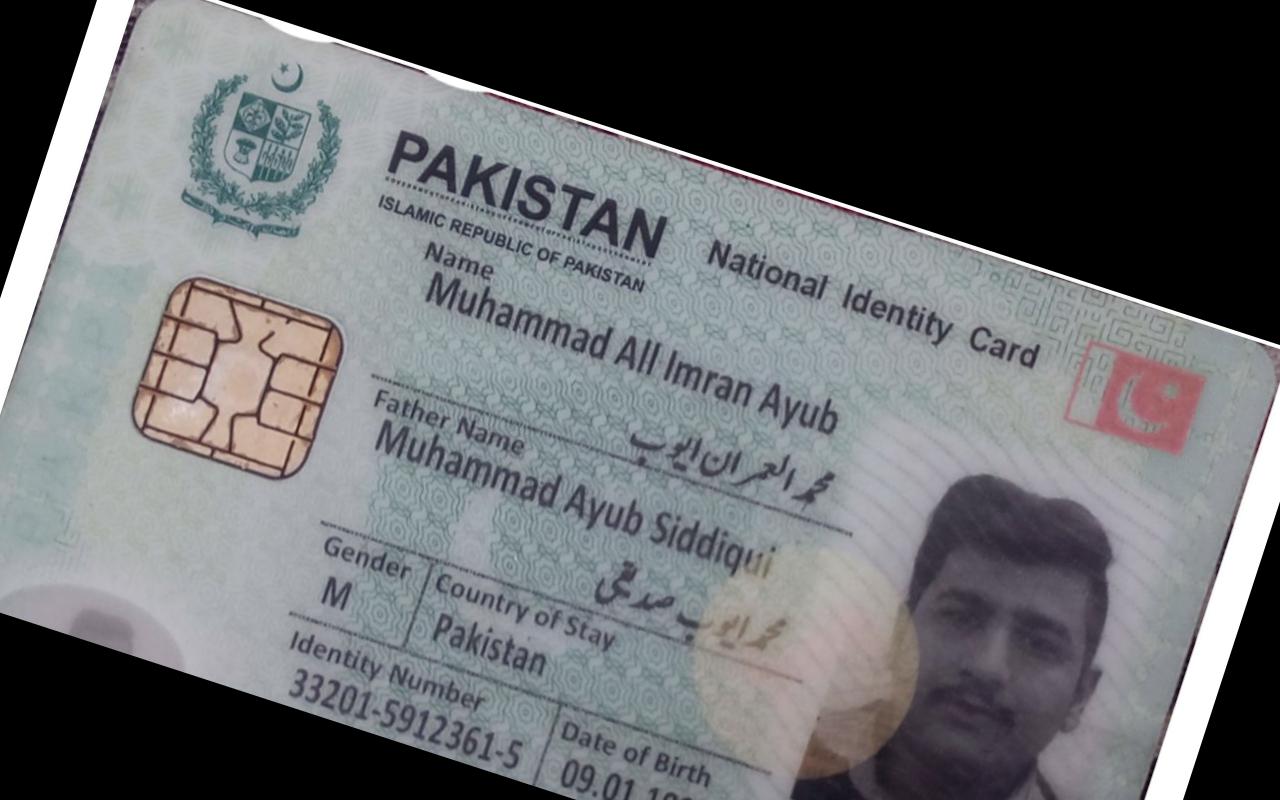 PAKISTAN
ISLAMIC REPUBLIC OF PAKISTAN
National Identity Card
Name
Muhammad All Imran Ayub
محمد العمران ایوب
Father Name
Muhammad Ayub Siddiqui
محمد ایوب صدیقی
Gender
M
Country of Stay
Pakistan
Identity Number
33201-5912361-5
Date of Birth
09.01